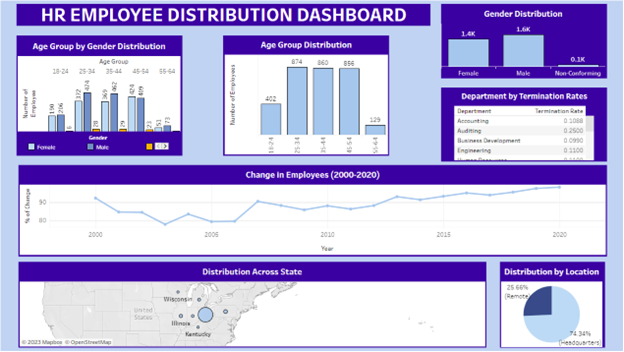 HR EMPLOYEE DISTRIBUTION DASHBOARD
Gender Distribution
1.4K
1.6K
0.1K
Female
Male
Non-Conforming
Age Group by Gender Distribution
Age Group
18-24
25-34
35-44
45-54
55-64
Number of Employee
190
206
6
372
424
28
369
462
29
424
409
23
51
73
Gender
Female
Male
Age Group Distribution
Number of Employees
402
874
860
856
129
18-24
25-34
35-44
45-54
55-64
Department by Termination Rates
Department
Termination Rate
Accounting
0.1088
Auditing
0.2500
Business Development
0.0990
Engineering
0.1100
Change in Employees (2000-2020)
% of Change
90
80
2000
2005
2010
2015
2020
Year
Distribution Across State
Wisconsin
United States
Illinois
Kentucky
© 2023 Mapbox © OpenStreetMap
Distribution by Location
25.66%
(Remote)
74.34%
(Headquarters)